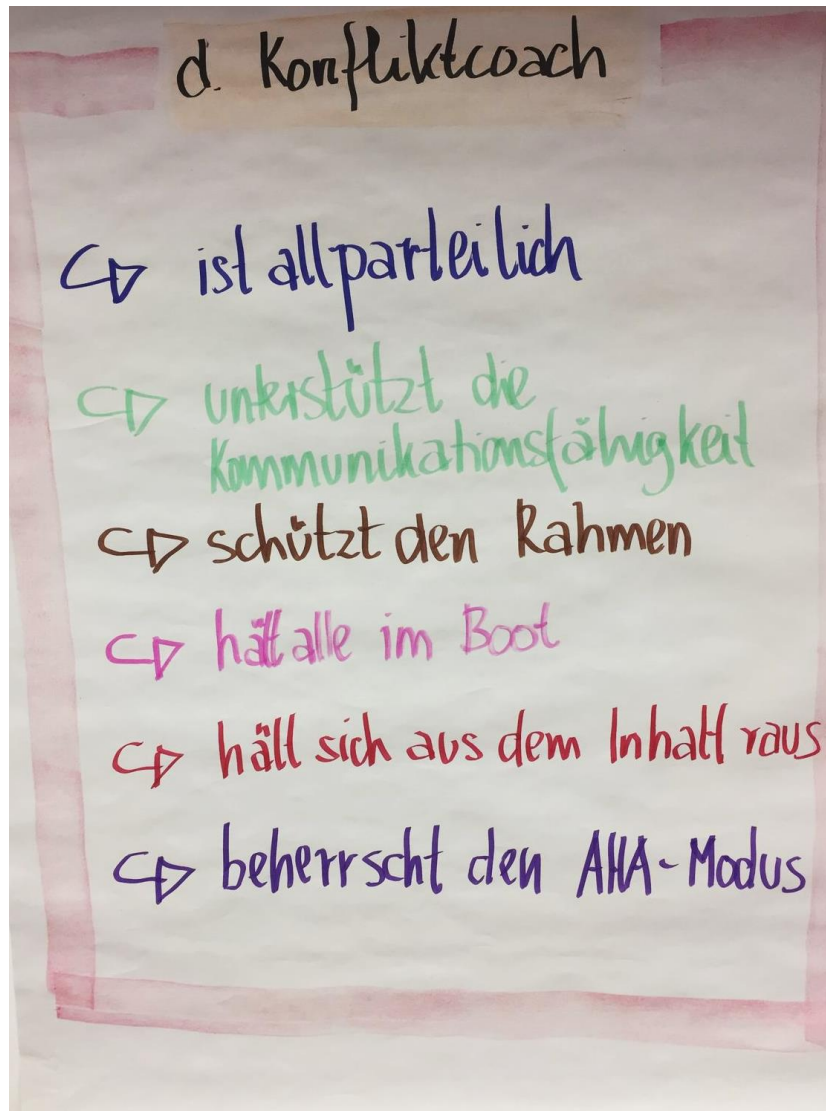 d. Konfliktcoach
ist allparteilich
unterstützt die
Kommunikationsfähigkeit
schützt den Rahmen
hält alle im Boot
hält sich aus dem Inhalt raus
beherrscht den AHA-Modus